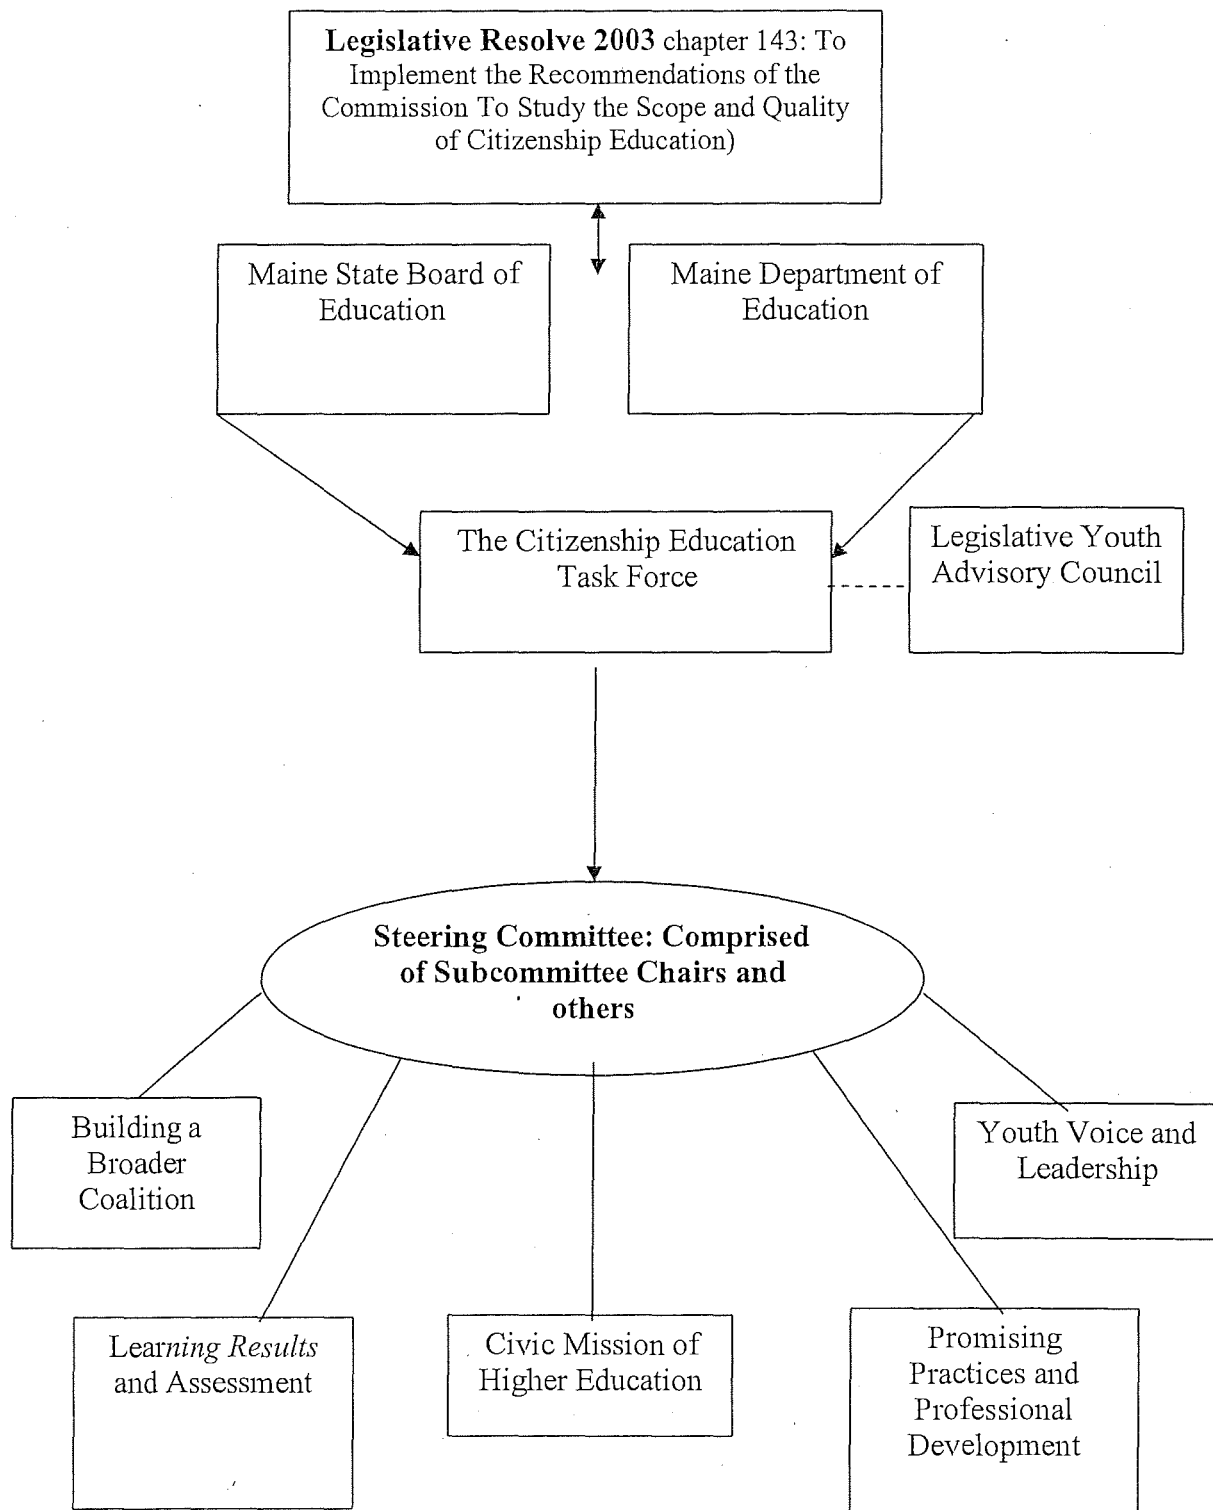 Legislative Resolve 2003 chapter 143: To
Implement the Recommendations of the
Commission To Study the Scope and Quality
of Citizenship Education)
Maine State Board of
Education
Maine Department of
Education
The Citizenship Education
Task Force
Legislative Youth
Advisory Council
Steering Committee: Comprised
of Subcommittee Chairs and
others
Building a
Broader
Coalition
Youth Voice and
Leadership
Learning Results
and Assessment
Civic Mission of
Higher Education
Promising
Practices and
Professional
Development